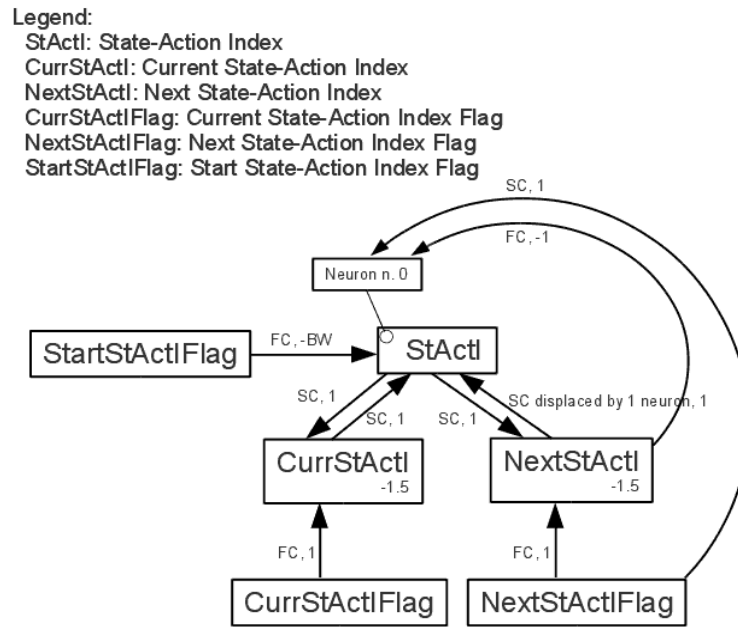 Legend:
StActI: State-Action Index
CurrStActI: Current State-Action Index
NextStActI: Next State-Action Index
CurrStActIFlag: Current State-Action Index Flag
NextStActIFlag: Next State-Action Index Flag
StartStActIFlag: Start State-Action Index Flag
SC, 1
FC, -1
Neuron n. 0
StartStActIFlag
FC, -BW
StActI
SC, 1
SC, 1
SC, 1
SC displaced by 1 neuron, 1
CurrStActI
-1.5
NextStActI
-1.5
FC, 1
FC, 1
CurrStActIFlag
NextStActIFlag